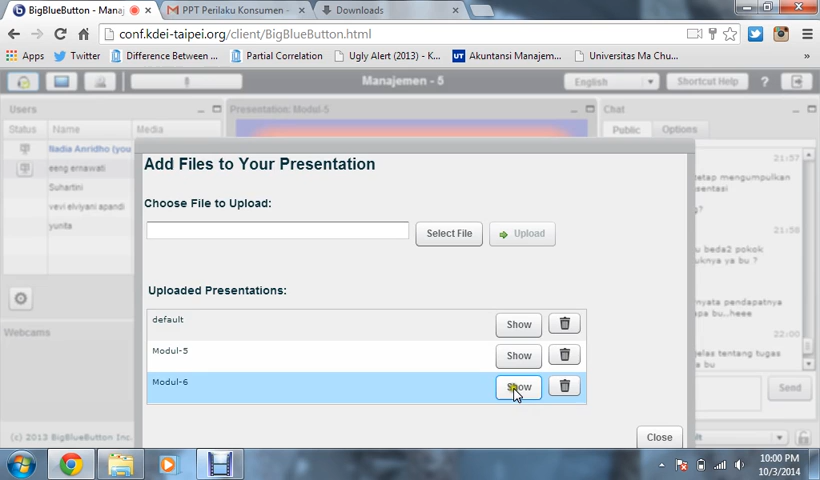 BigBlueButton - Manaj
PPT Perilaku Konsumen -
Downloads
conf.kdei-taipei.org/client/BigBlueButton.html
Apps
Twitter
Difference Between ...
Partial Correlation
Ugly Alert (2013) - K...
Akuntansi Manajem...
Universitas Ma Chu...
Manajemen - 5
English
Shortcut Help
?
Users
Presentation: Modul-5
Chat
Status
Name
Media
Public
Options
Nadia Anridho (you
eeng ernawati
Suhartini
vevi elviyani apandi
yunita
21:57
tetap mengumpulkan
sentasi
g?
21:58
u beda2 pokok
uknya ya bu ?
nyata pendapatnya
apa bu..heee
22:00
elas tentang tugas
Send
Webcams
(c) 2013 BigBlueButton Inc.
Add Files to Your Presentation
Choose File to Upload:
Select File
Upload
Uploaded Presentations:
default
Show
Modul-5
Show
Modul-6
Show
Close
10:00 PM
10/3/2014